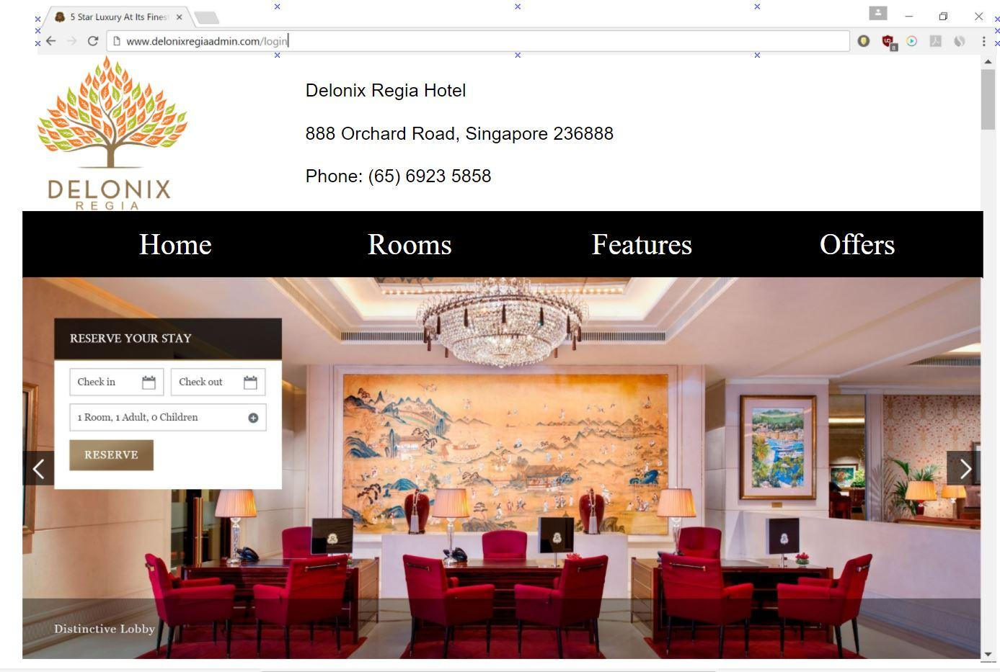 5 Star Luxury At Its Fines
www.delonixregiaadmin.com/login
DELONIX
REGIA
Delonix Regia Hotel
888 Orchard Road, Singapore 236888
Phone: (65) 6923 5858
Home Rooms Features Offers
RESERVE YOUR STAY
Check in Check out
1 Room, 1 Adult, 0 Children
RESERVE
Distinctive Lobby